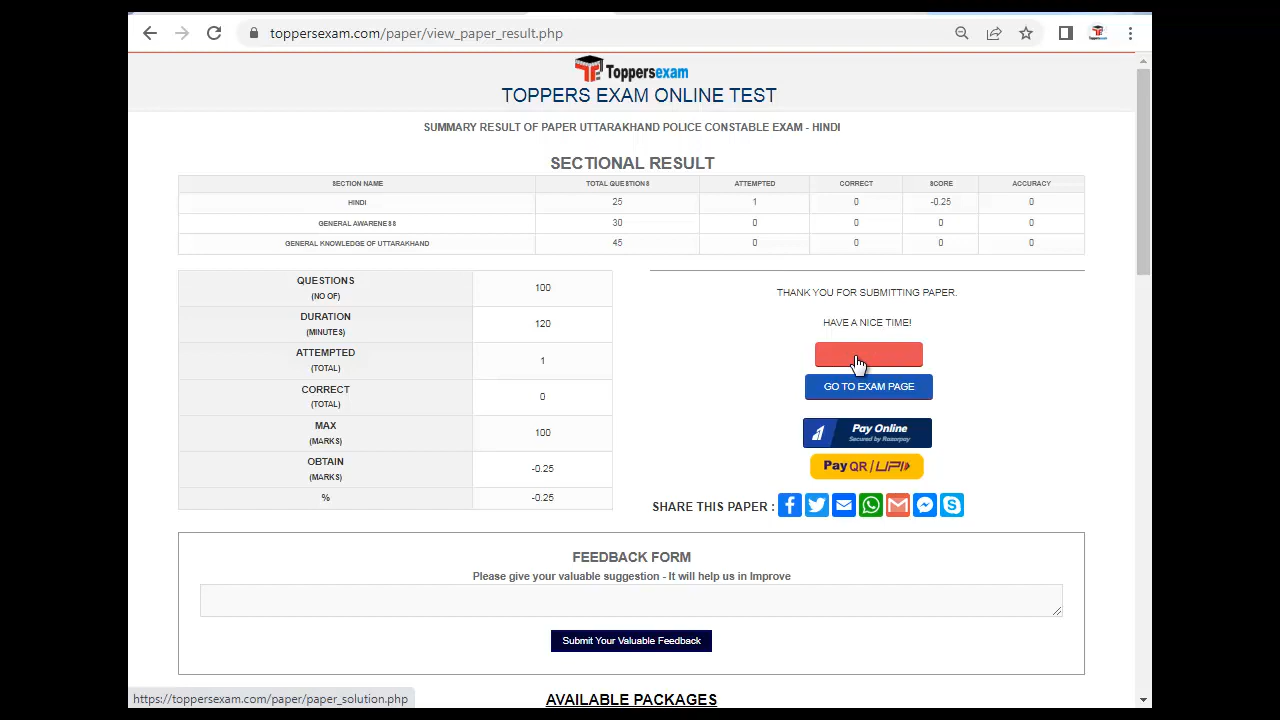 toppersexam.com/paper/view_paper_result.php
Toppersexam
TOPPERS EXAM ONLINE TEST
SUMMARY RESULT OF PAPER UTTARAKHAND POLICE CONSTABLE EXAM - HINDI
SECTIONAL RESULT
SECTION NAME TOTAL QUESTIONS ATTEMPTED CORRECT SCORE ACCURACY
HINDI 25 1 0 -0.25 0
GENERAL AWARENESS 30 0 0 0 0
GENERAL KNOWLEDGE OF UTTARAKHAND 45 0 0 0 0
QUESTIONS
(NO OF) 100
DURATION
(MINUTES) 120
ATTEMPTED
(TOTAL) 1
CORRECT
(TOTAL) 0
MAX
(MARKS) 100
OBTAIN
(MARKS) -0.25
% -0.25
THANK YOU FOR SUBMITTING PAPER.
HAVE A NICE TIME!
GO TO EXAM PAGE
Pay Online
Secured by Razorpay
Pay QR / UPI
SHARE THIS PAPER :
FEEDBACK FORM
Please give your valuable suggestion - It will help us in Improve
Submit Your Valuable Feedback
https://toppersexam.com/paper/paper_solution.php
AVAILABLE PACKAGES